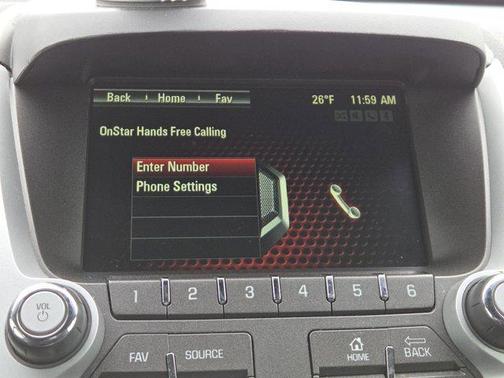 Back Home Fav 26°F 11:59 AM
OnStar Hands Free Calling
Enter Number
Phone Settings
1 2 3 4 5 6
VOL
FAV SOURCE HOME BACK